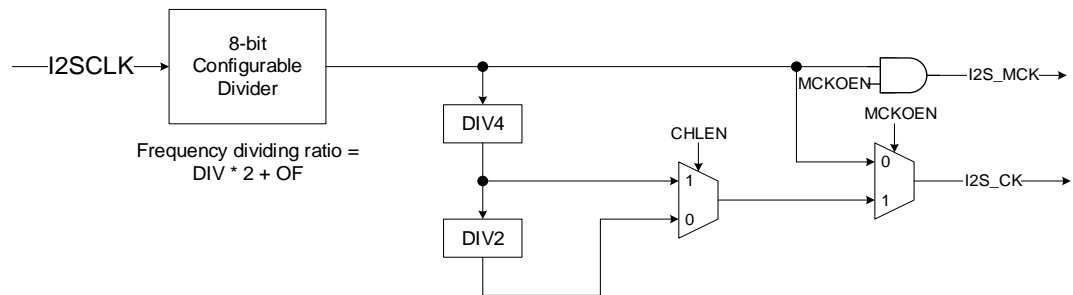 I2SCLK
8-bit
Configurable
Divider
Frequency dividing ratio =
DIV * 2 + OF
DIV4
DIV2
CHLEN
1
0
MCKOEN
I2S_MCK
MCKOEN
0
1
I2S_CK